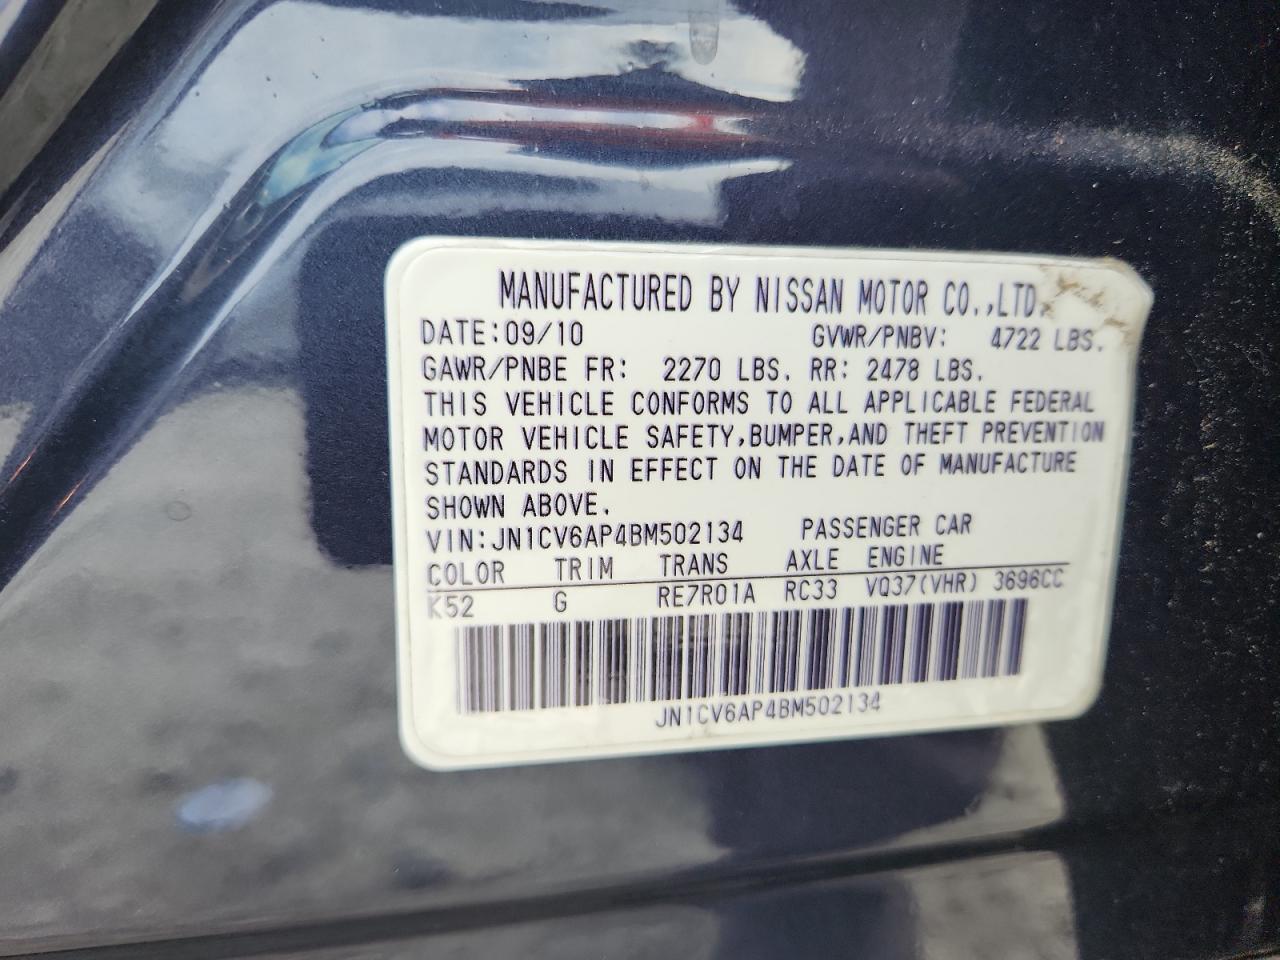 MANUFACTURED BY NISSAN MOTOR CO.,LTD.
DATE:09/10 GVWR/PNBV: 4722 LBS.
GAWR/PNBE FR: 2270 LBS. RR: 2478 LBS.
THIS VEHICLE CONFORMS TO ALL APPLICABLE FEDERAL
MOTOR VEHICLE SAFETY,BUMPER,AND THEFT PREVENTION
STANDARDS IN EFFECT ON THE DATE OF MANUFACTURE
SHOWN ABOVE.
VIN:JN1CV6AP4BM502134 PASSENGER CAR
COLOR TRIM TRANS AXLE ENGINE
K52 G RE7R01A RC33 VQ37(VHR) 3696CC
JN1CV6AP4BM502134